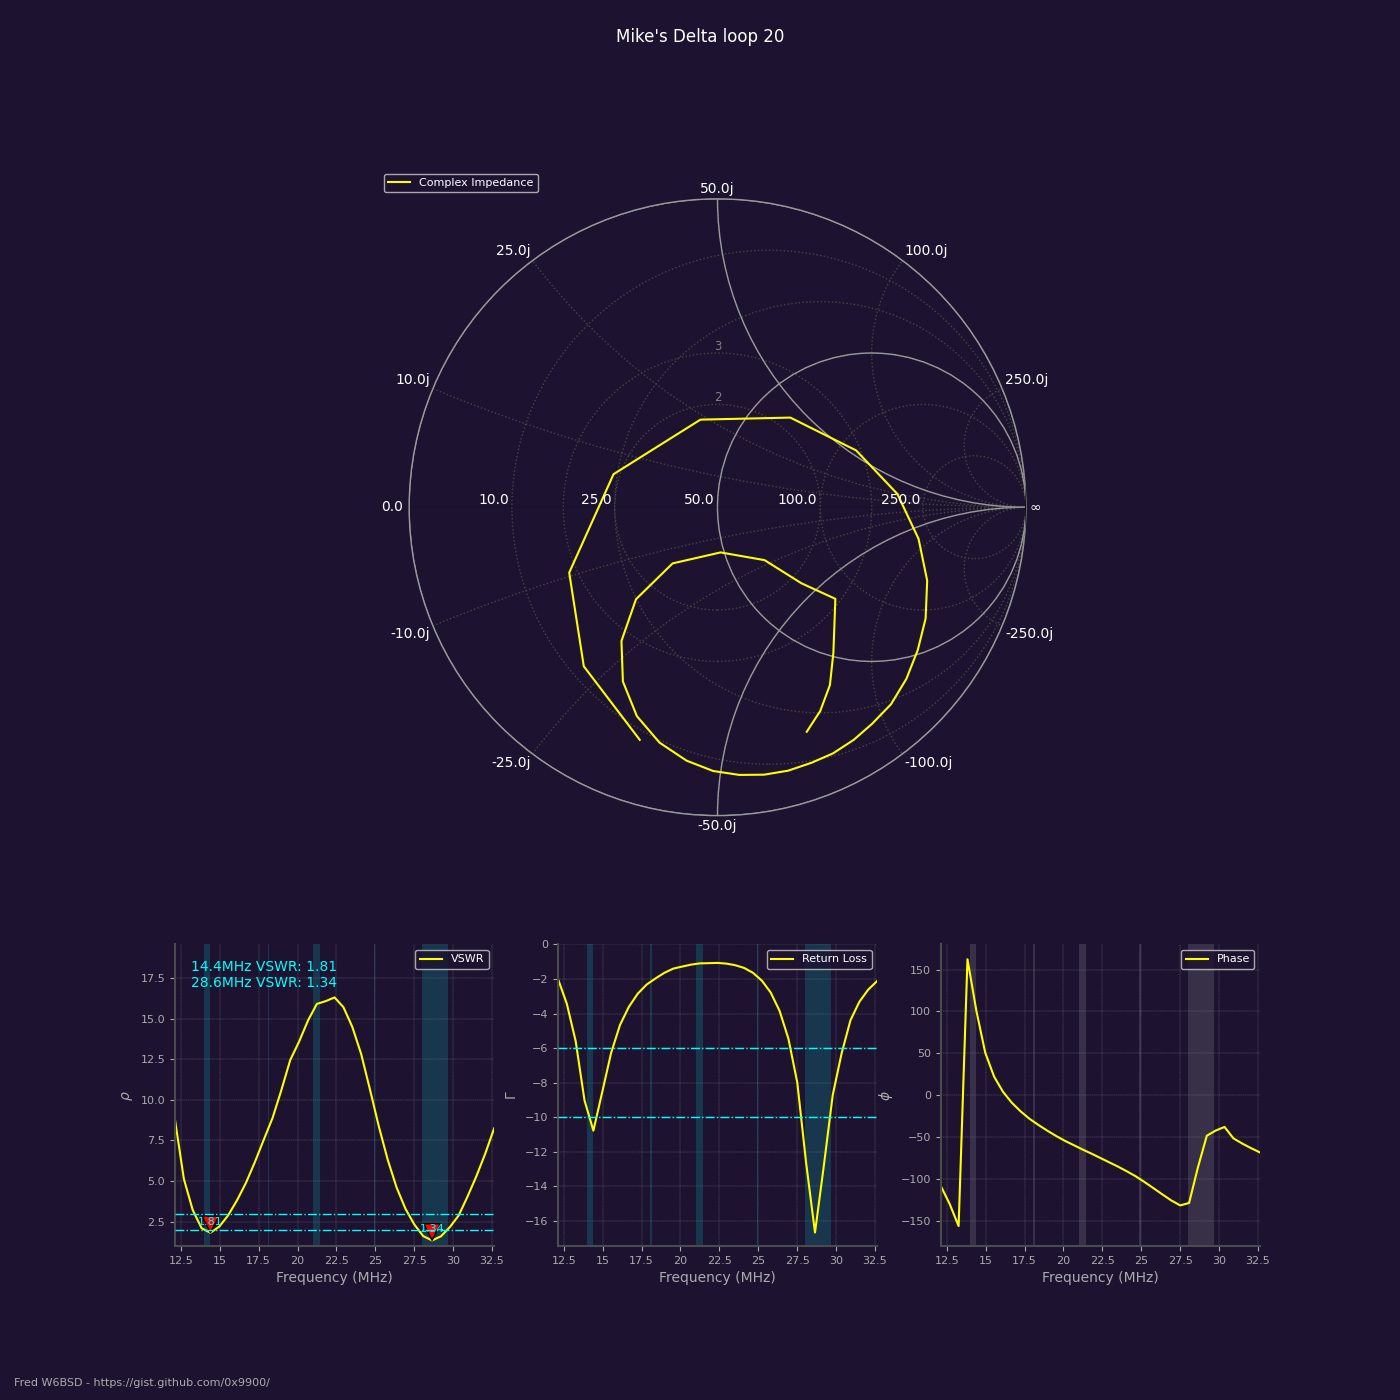 Mike's Delta loop 20
Complex Impedance
50.0j
25.0j
100.0j
10.0j
250.0j
3
2
0.0
10.0
25.0
50.0
100.0
250.0
∞
-10.0j
-250.0j
-25.0j
-100.0j
-50.0j
VSWR
14.4MHz VSWR: 1.81
28.6MHz VSWR: 1.34
17.5
15.0
12.5
10.0
7.5
5.0
2.5
ρ
1.81
1.34
12.5 15 17.5 20 22.5 25 27.5 30 32.5
Frequency (MHz)
Return Loss
0
−2
−4
−6
−8
−10
−12
−14
−16
Γ
12.5 15 17.5 20 22.5 25 27.5 30 32.5
Frequency (MHz)
Phase
150
100
50
0
−50
−100
−150
ϕ
12.5 15 17.5 20 22.5 25 27.5 30 32.5
Frequency (MHz)
Fred W6BSD - https://gist.github.com/0x9900/